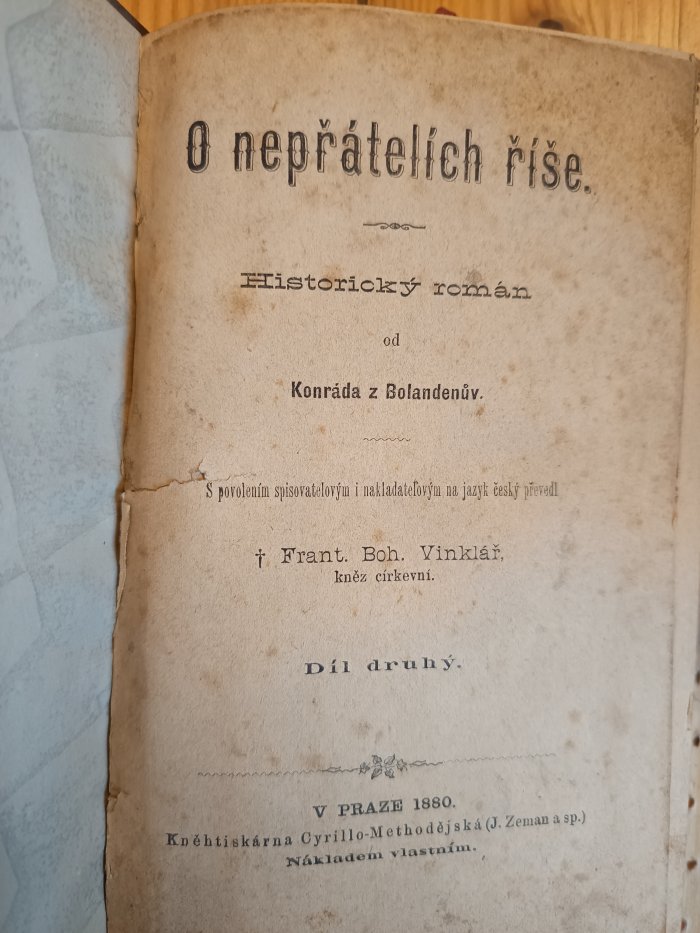 O nepřátelích říše.
Historický román
od
Konráda z Bolandenův.
S povolením spisovatelovým i nakladatelovým na jazyk český převedl
† Frant. Boh. Vinklář,
kněz církevní.
Díl druhý.
V PRAZE 1880.
Kněhtiskárna Cyrillo-Methodějská (J. Zeman a sp.)
Nákladem vlastním.